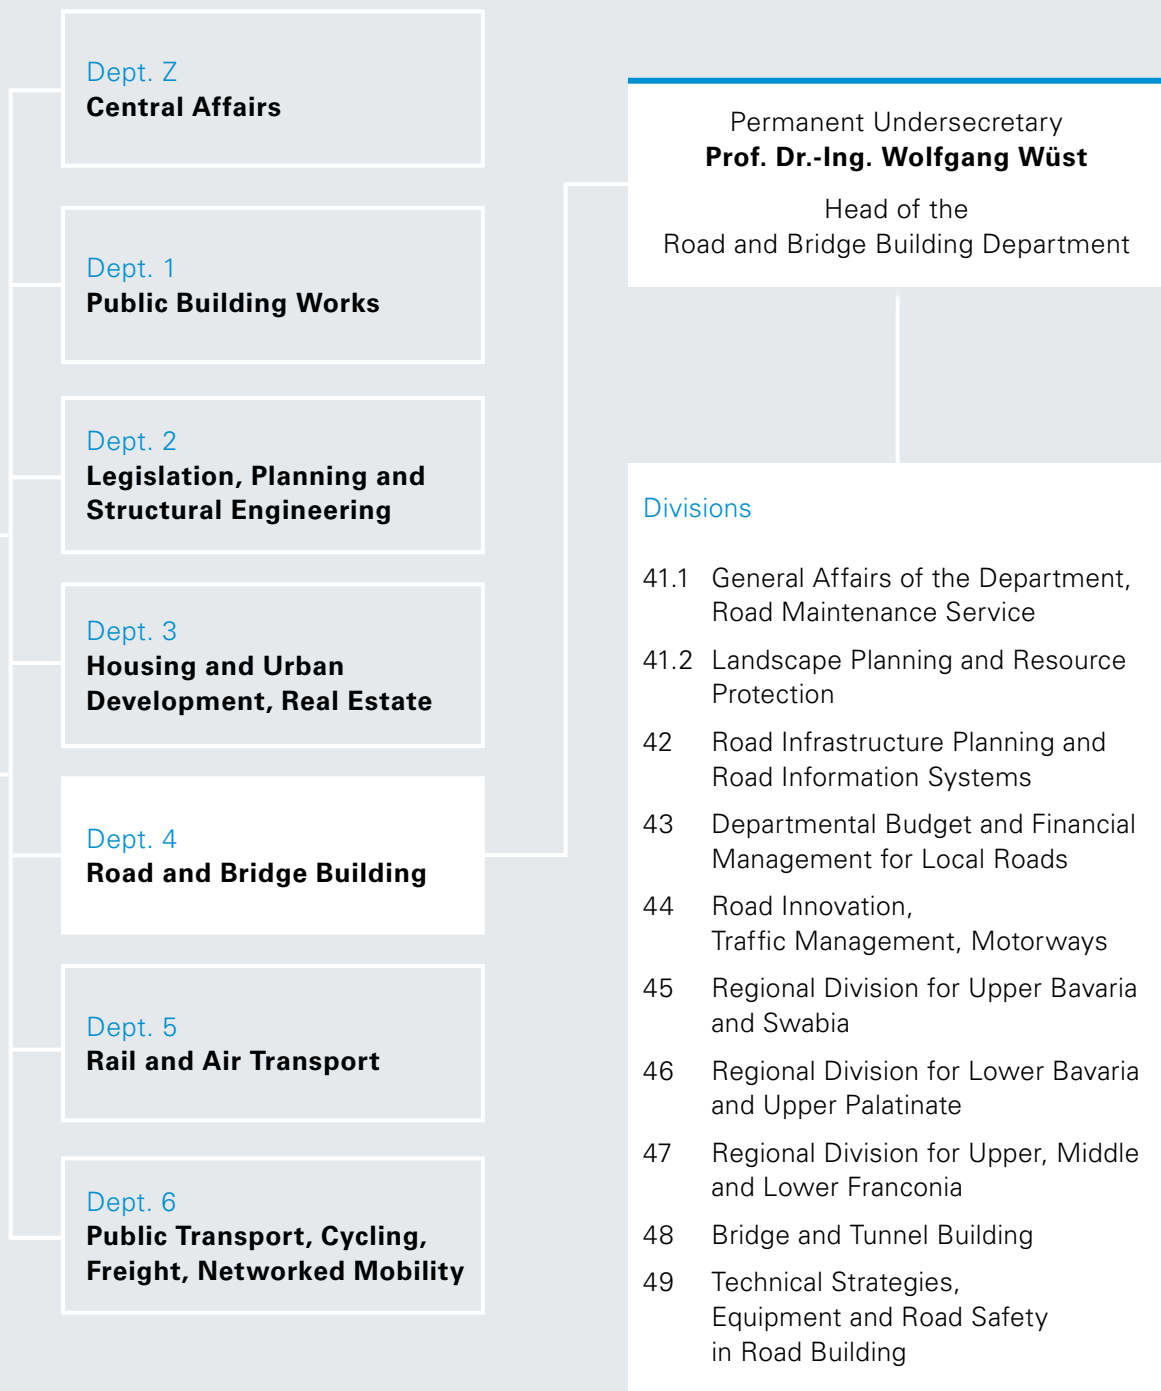 Dept. Z
Central Affairs
Dept. 1
Public Building Works
Dept. 2
Legislation, Planning and
Structural Engineering
Dept. 3
Housing and Urban
Development, Real Estate
Dept. 4
Road and Bridge Building
Dept. 5
Rail and Air Transport
Dept. 6
Public Transport, Cycling,
Freight, Networked Mobility
Permanent Undersecretary
Prof. Dr.-Ing. Wolfgang Wüst
Head of the
Road and Bridge Building Department
Divisions
41.1 General Affairs of the Department,
Road Maintenance Service
41.2 Landscape Planning and Resource
Protection
42 Road Infrastructure Planning and
Road Information Systems
43 Departmental Budget and Financial
Management for Local Roads
44 Road Innovation,
Traffic Management, Motorways
45 Regional Division for Upper Bavaria
and Swabia
46 Regional Division for Lower Bavaria
and Upper Palatinate
47 Regional Division for Upper, Middle
and Lower Franconia
48 Bridge and Tunnel Building
49 Technical Strategies,
Equipment and Road Safety
in Road Building